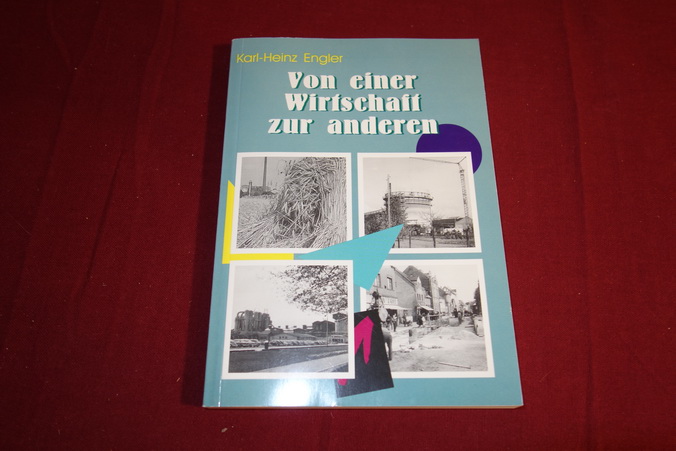 Karl-Heinz Engler
Von einer
Wirtschaft
zur anderen